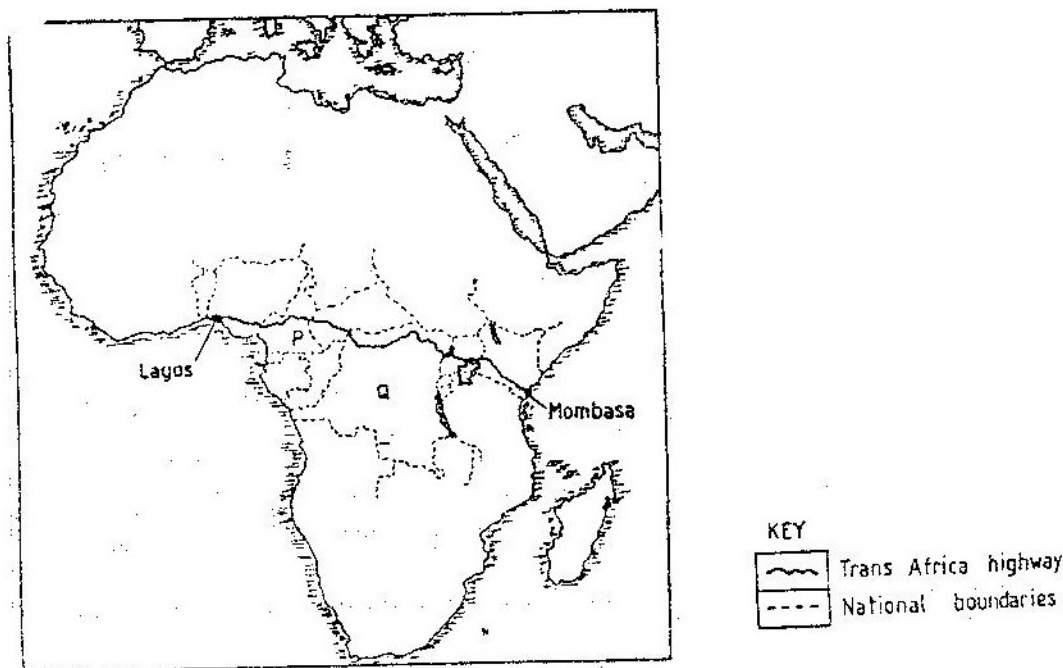 P
Lagos
Q
Mombasa
KEY
Trans Africa highway
National boundaries